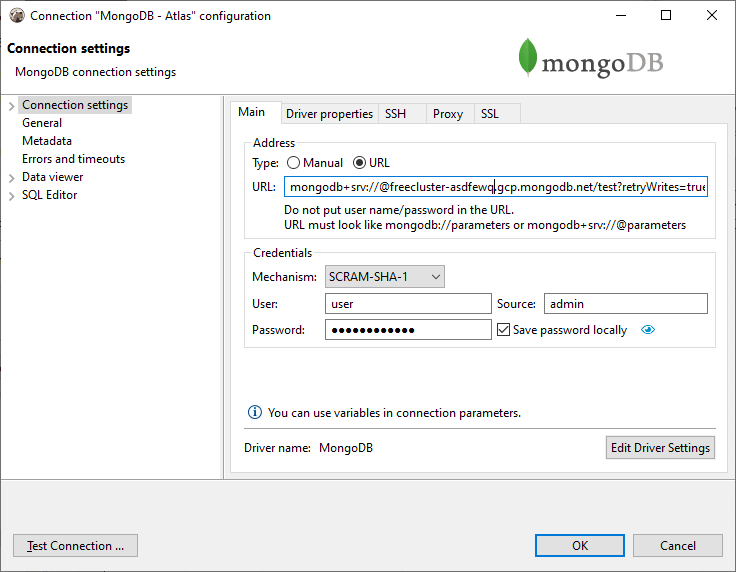 Connection "MongoDB - Atlas" configuration
Connection settings
MongoDB connection settings
mongoDB
Connection settings
General
Metadata
Errors and timeouts
Data viewer
SQL Editor
Main Driver properties SSH Proxy SSL
Address
Type: Manual URL
URL: mongodb+srv://@freecluster-asdfewq.gcp.mongodb.net/test?retryWrites=true
Do not put user name/password in the URL.
URL must look like mongodb://parameters or mongodb+srv://@parameters
Credentials
Mechanism: SCRAM-SHA-1
User: user Source: admin
Password: ●●●●●●●●●●●● Save password locally
You can use variables in connection parameters.
Driver name: MongoDB Edit Driver Settings
Test Connection ... OK Cancel